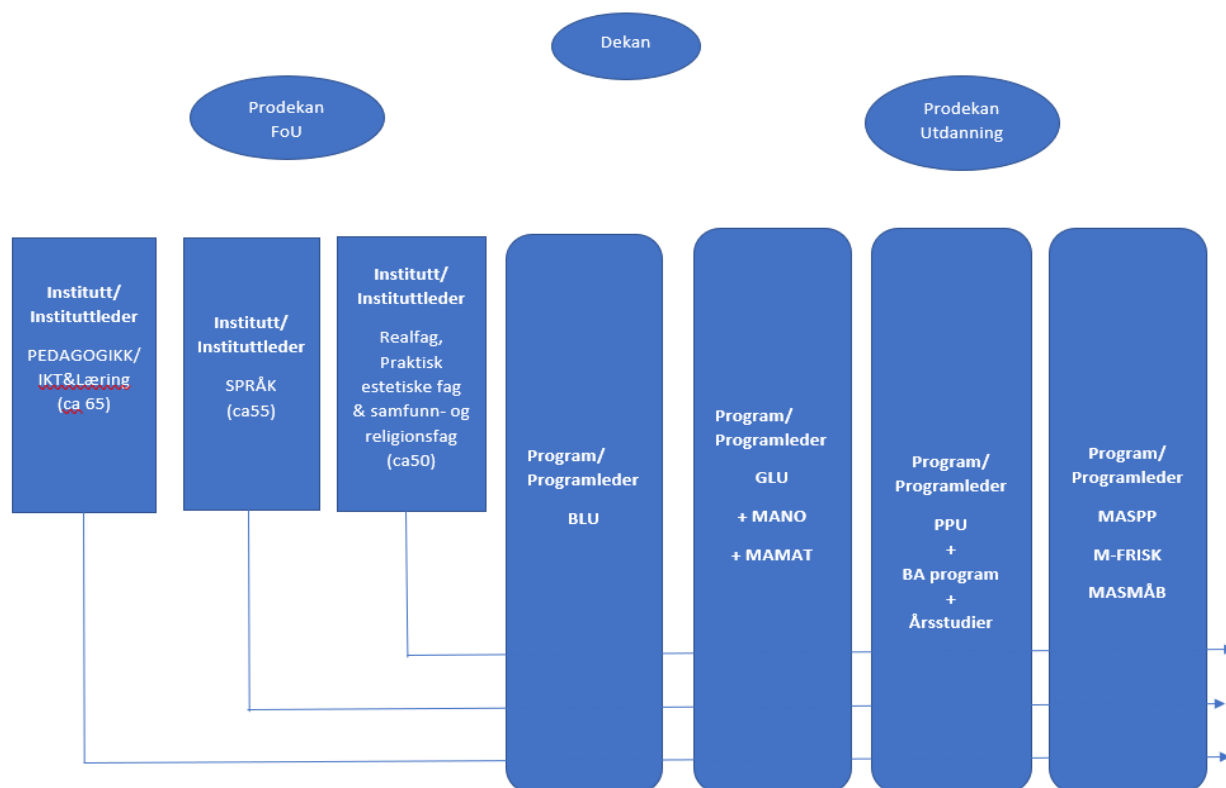 Dekan
Prodekan
FoU
Prodekan
Utdanning
Institutt/
Instituttleder
PEDAGOGIKK/
IKT&Læring
(ca 65)
Institutt/
Instituttleder
SPRÅK
(ca55)
Institutt/
Instituttleder
Realfag,
Praktisk
estetiske fag
& samfunn- og
religionsfag
(ca50)
Program/
Programleder
BLU
Program/
Programleder
GLU
+ MANO
+ MAMAT
Program/
Programleder
PPU
+
BA program
+
Årsstudier
Program/
Programleder
MASPP
M-FRISK
MASMÅB